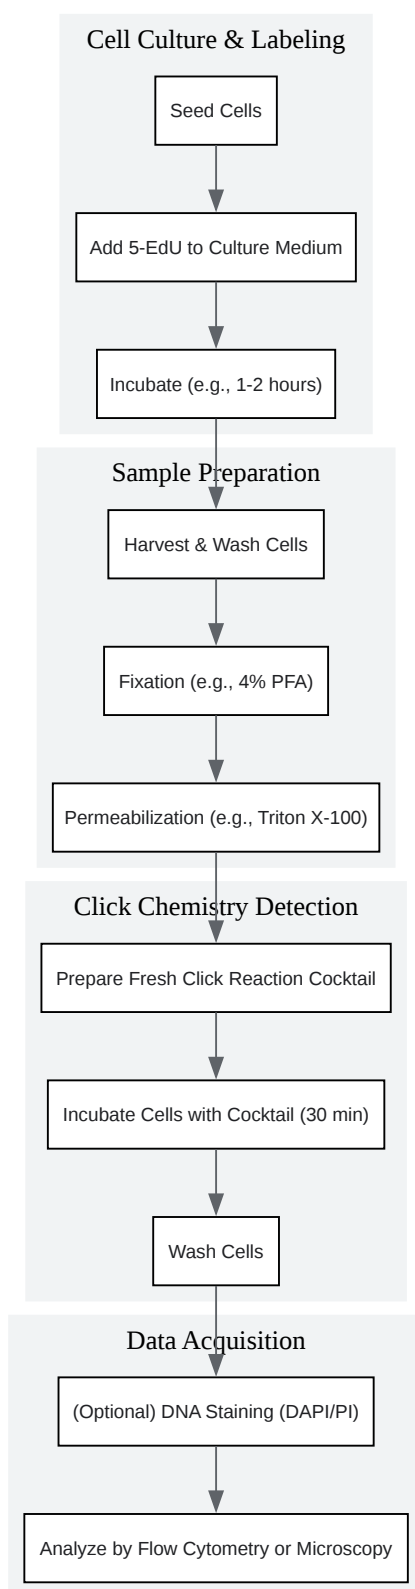 Cell Culture & Labeling
Seed Cells
Add 5-EdU to Culture Medium
Incubate (e.g., 1-2 hours)
Sample Preparation
Harvest & Wash Cells
Fixation (e.g., 4% PFA)
Permeabilization (e.g., Triton X-100)
Click Chemistry Detection
Prepare Fresh Click Reaction Cocktail
Incubate Cells with Cocktail (30 min)
Wash Cells
Data Acquisition
(Optional) DNA Staining (DAPI/PI)
Analyze by Flow Cytometry or Microscopy